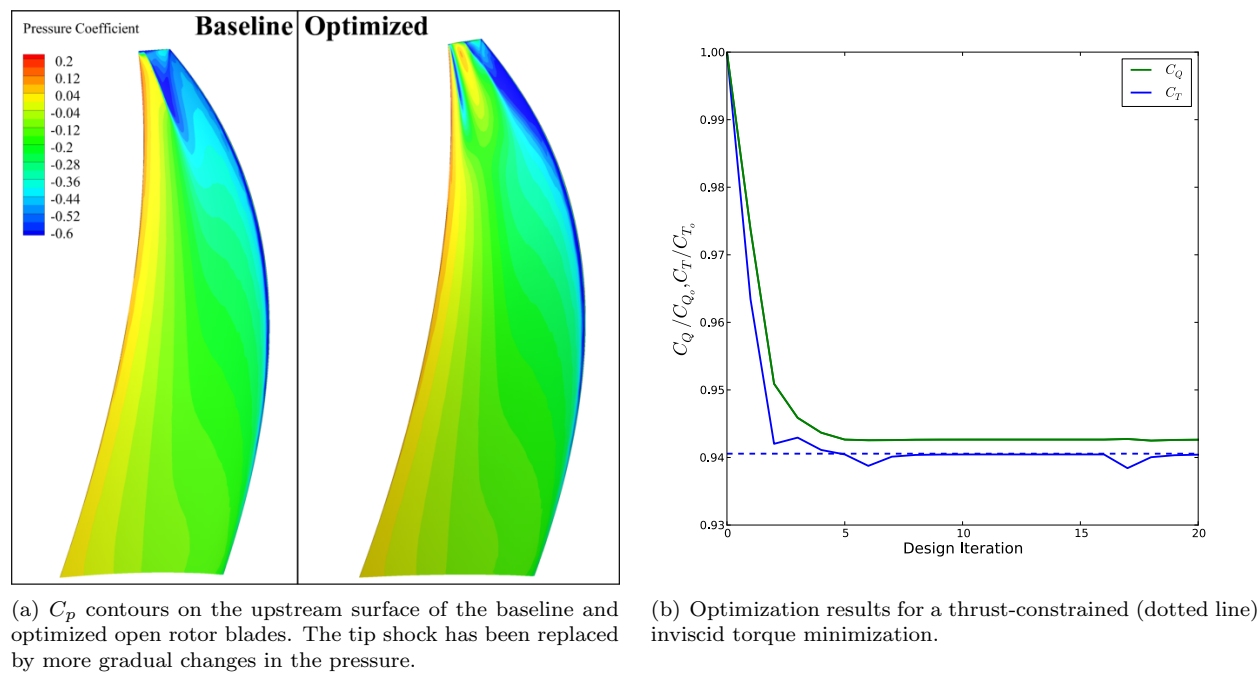 Pressure Coefficient
Baseline
Optimized
0.2
0.12
0.04
-0.04
-0.12
-0.2
-0.28
-0.36
-0.44
-0.52
-0.6
1.00
0.99
0.98
0.97
0.96
0.95
0.94
0.93
0
5
10
15
20
C_Q
C_T
C_Q/C_{Q_o}, C_T/C_{T_o}
Design Iteration
(a) C_p contours on the upstream surface of the baseline and
optimized open rotor blades. The tip shock has been replaced
by more gradual changes in the pressure.
(b) Optimization results for a thrust-constrained (dotted line)
inviscid torque minimization.